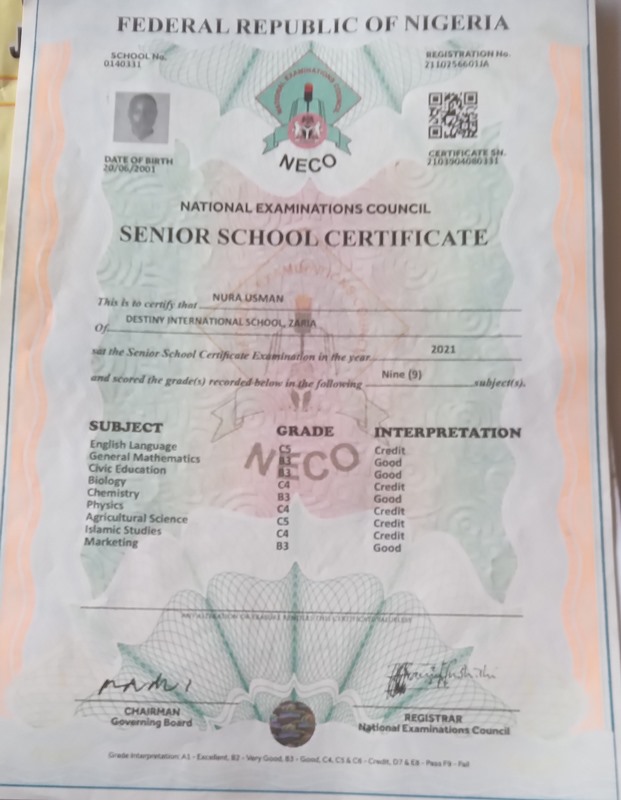 FEDERAL REPUBLIC OF NIGERIA
SCHOOL No.
0140331
REGISTRATION No.
2110256601JA
NATIONAL EXAMINATIONS COUNCIL
NECO
DATE OF BIRTH
20/06/2001
CERTIFICATE SN.
2103904080331
NATIONAL EXAMINATIONS COUNCIL
SENIOR SCHOOL CERTIFICATE
This is to certify that NURA USMAN
Of DESTINY INTERNATIONAL SCHOOL, ZARIA
sat the Senior School Certificate Examination in the year 2021
and scored the grade(s) recorded below in the following Nine (9) subject(s).
SUBJECT GRADE INTERPRETATION
English Language C5 Credit
General Mathematics B3 Good
Civic Education B3 Good
Biology C4 Credit
Chemistry B3 Good
Physics C4 Credit
Agricultural Science C5 Credit
Islamic Studies C4 Credit
Marketing B3 Good
NECO
CHAIRMAN
Governing Board
REGISTRAR
National Examinations Council
Grade Interpretation: A1 - Excellent, B2 - Very Good, B3 - Good, C4, C5 & C6 - Credit, D7 & E8 - Pass F9 - Fail